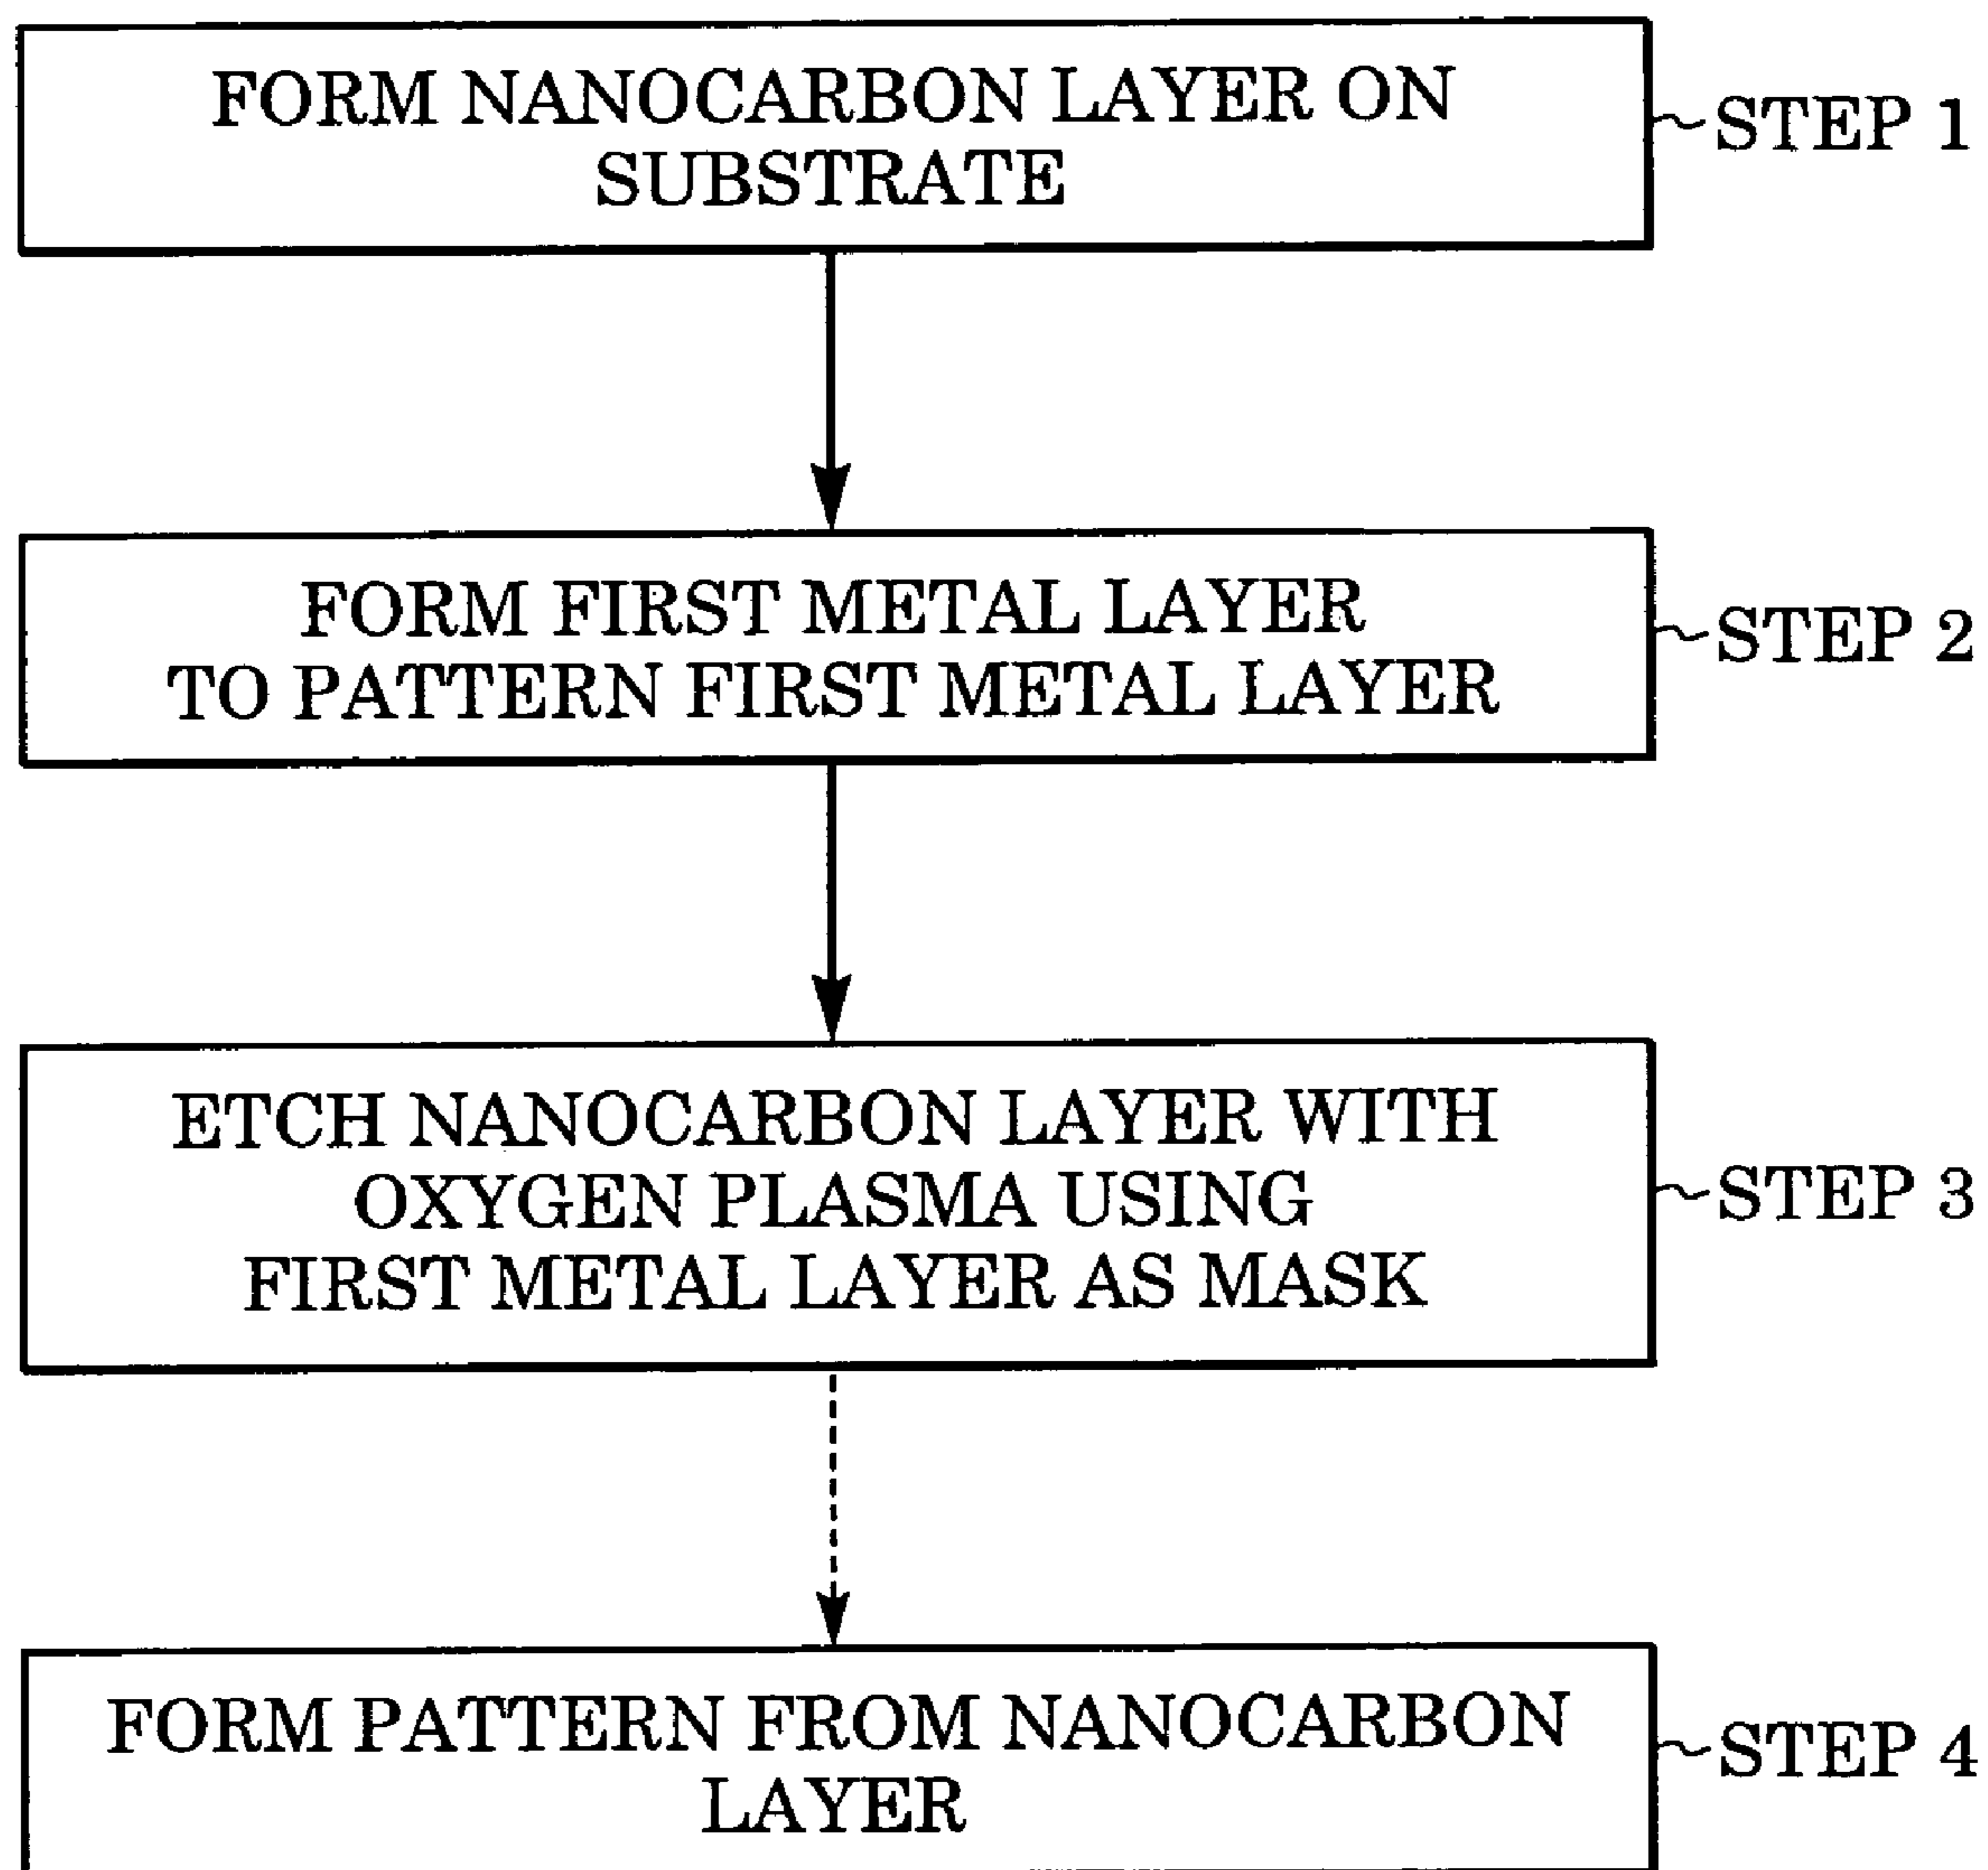 FORM NANOCARBON LAYER ON
SUBSTRATE
STEP 1
FORM FIRST METAL LAYER
TO PATTERN FIRST METAL LAYER
STEP 2
ETCH NANOCARBON LAYER WITH
OXYGEN PLASMA USING
FIRST METAL LAYER AS MASK
STEP 3
FORM PATTERN FROM NANOCARBON
LAYER
STEP 4